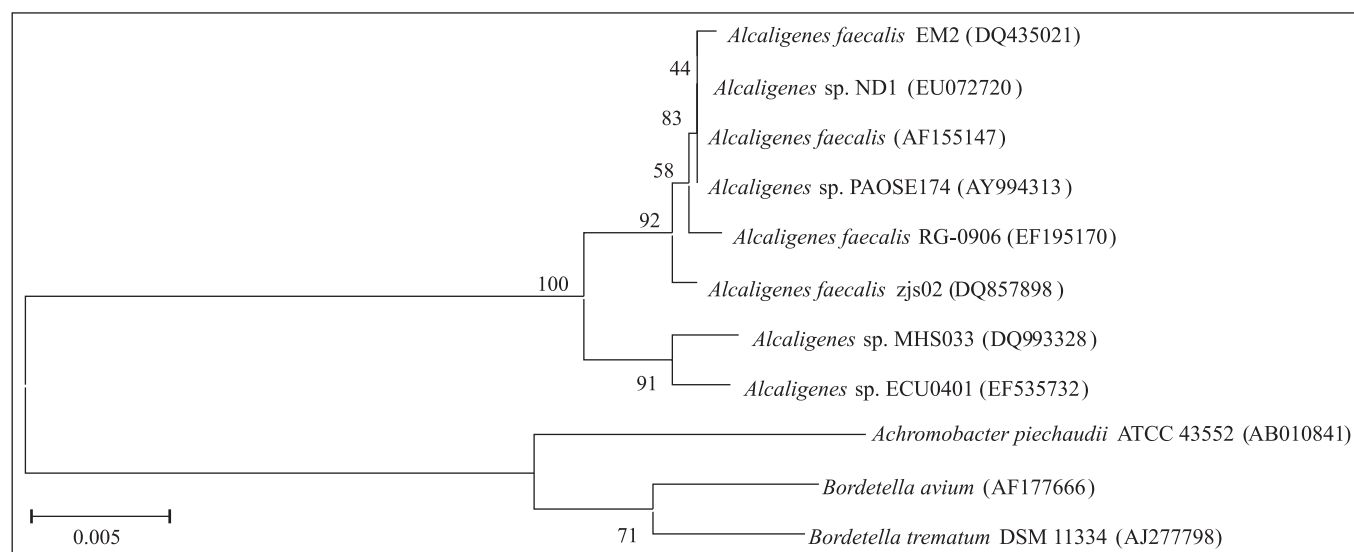 Alcaligenes faecalis EM2 (DQ435021)
44
Alcaligenes sp. ND1 (EU072720)
83
Alcaligenes faecalis (AF155147)
58
Alcaligenes sp. PAOSE174 (AY994313)
92
Alcaligenes faecalis RG-0906 (EF195170)
100
Alcaligenes faecalis zjs02 (DQ857898)
Alcaligenes sp. MHS033 (DQ993328)
91
Alcaligenes sp. ECU0401 (EF535732)
Achromobacter piechaudii ATCC 43552 (AB010841)
Bordetella avium (AF177666)
71
Bordetella trematum DSM 11334 (AJ277798)
0.005